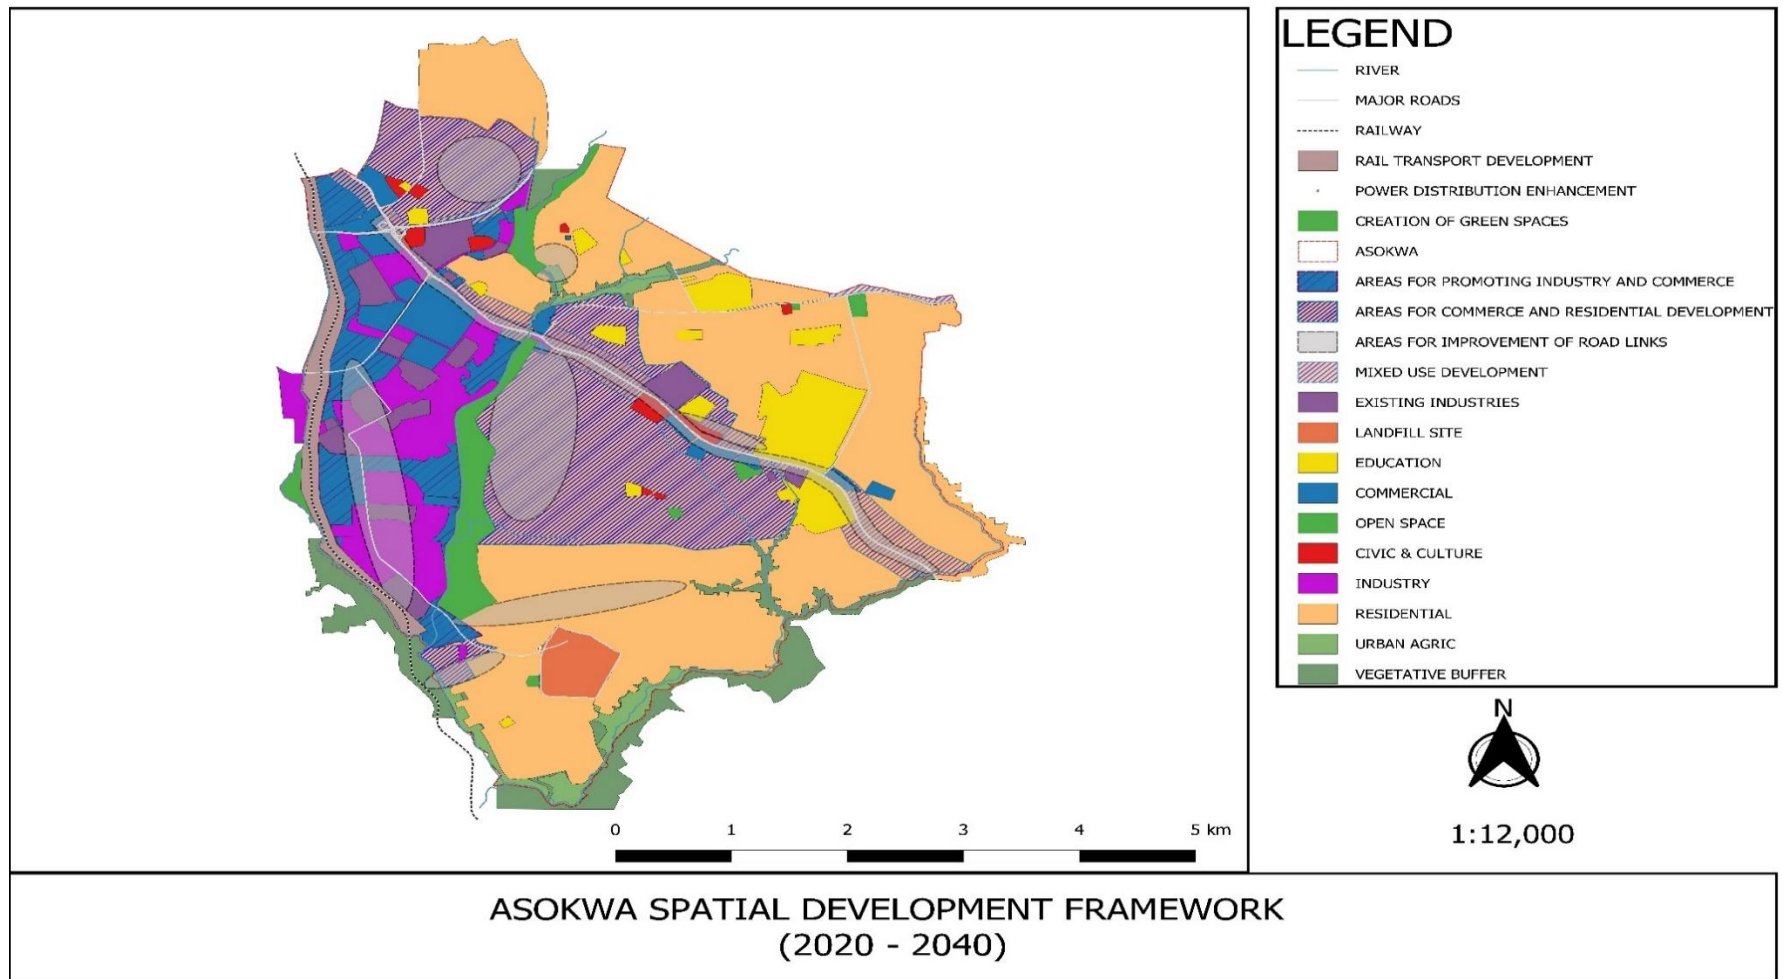 LEGEND
RIVER
MAJOR ROADS
RAILWAY
RAIL TRANSPORT DEVELOPMENT
POWER DISTRIBUTION ENHANCEMENT
CREATION OF GREEN SPACES
ASOKWA
AREAS FOR PROMOTING INDUSTRY AND COMMERCE
AREAS FOR COMMERCE AND RESIDENTIAL DEVELOPMENT
AREAS FOR IMPROVEMENT OF ROAD LINKS
MIXED USE DEVELOPMENT
EXISTING INDUSTRIES
LANDFILL SITE
EDUCATION
COMMERCIAL
OPEN SPACE
CIVIC & CULTURE
INDUSTRY
RESIDENTIAL
URBAN AGRIC
VEGETATIVE BUFFER
N
1:12,000
0 1 2 3 4 5 km
ASOKWA SPATIAL DEVELOPMENT FRAMEWORK
(2020 - 2040)